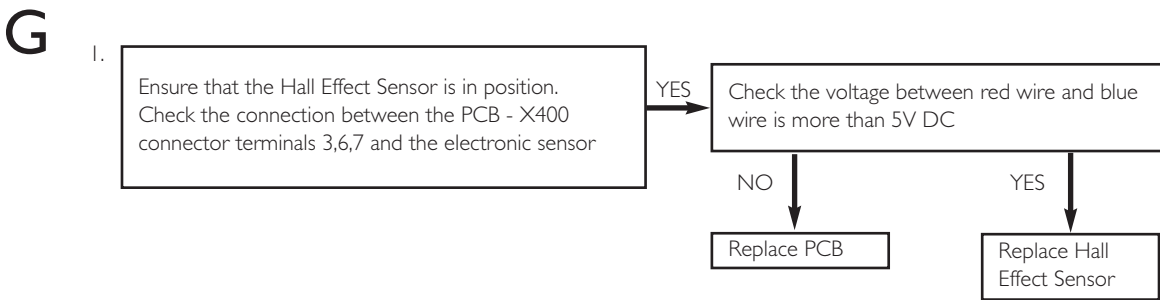 G
1.
Ensure that the Hall Effect Sensor is in position.
Check the connection between the PCB - X400
connector terminals 3,6,7 and the electronic sensor
YES
Check the voltage between red wire and blue
wire is more than 5V DC
NO
YES
Replace PCB
Replace Hall
Effect Sensor